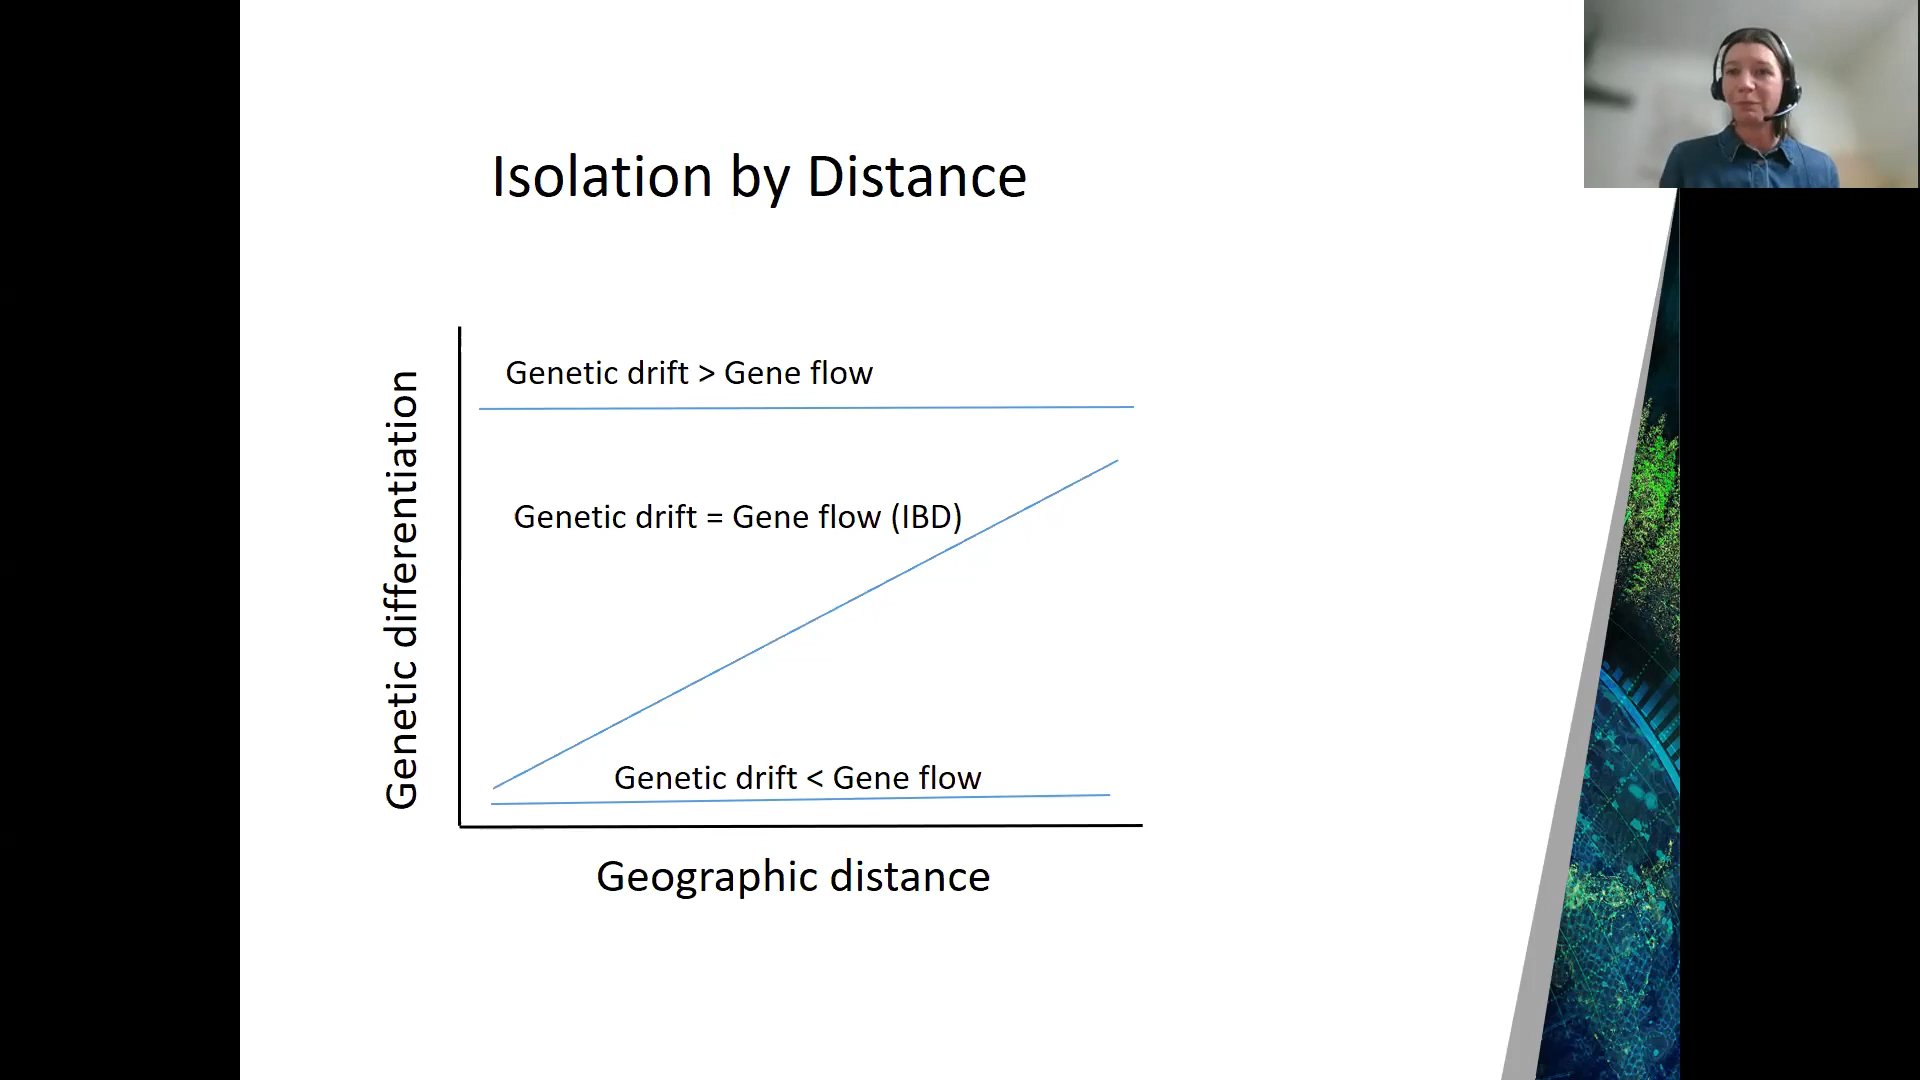 Isolation by Distance
Genetic differentiation
Genetic drift > Gene flow
Genetic drift = Gene flow (IBD)
Genetic drift < Gene flow
Geographic distance